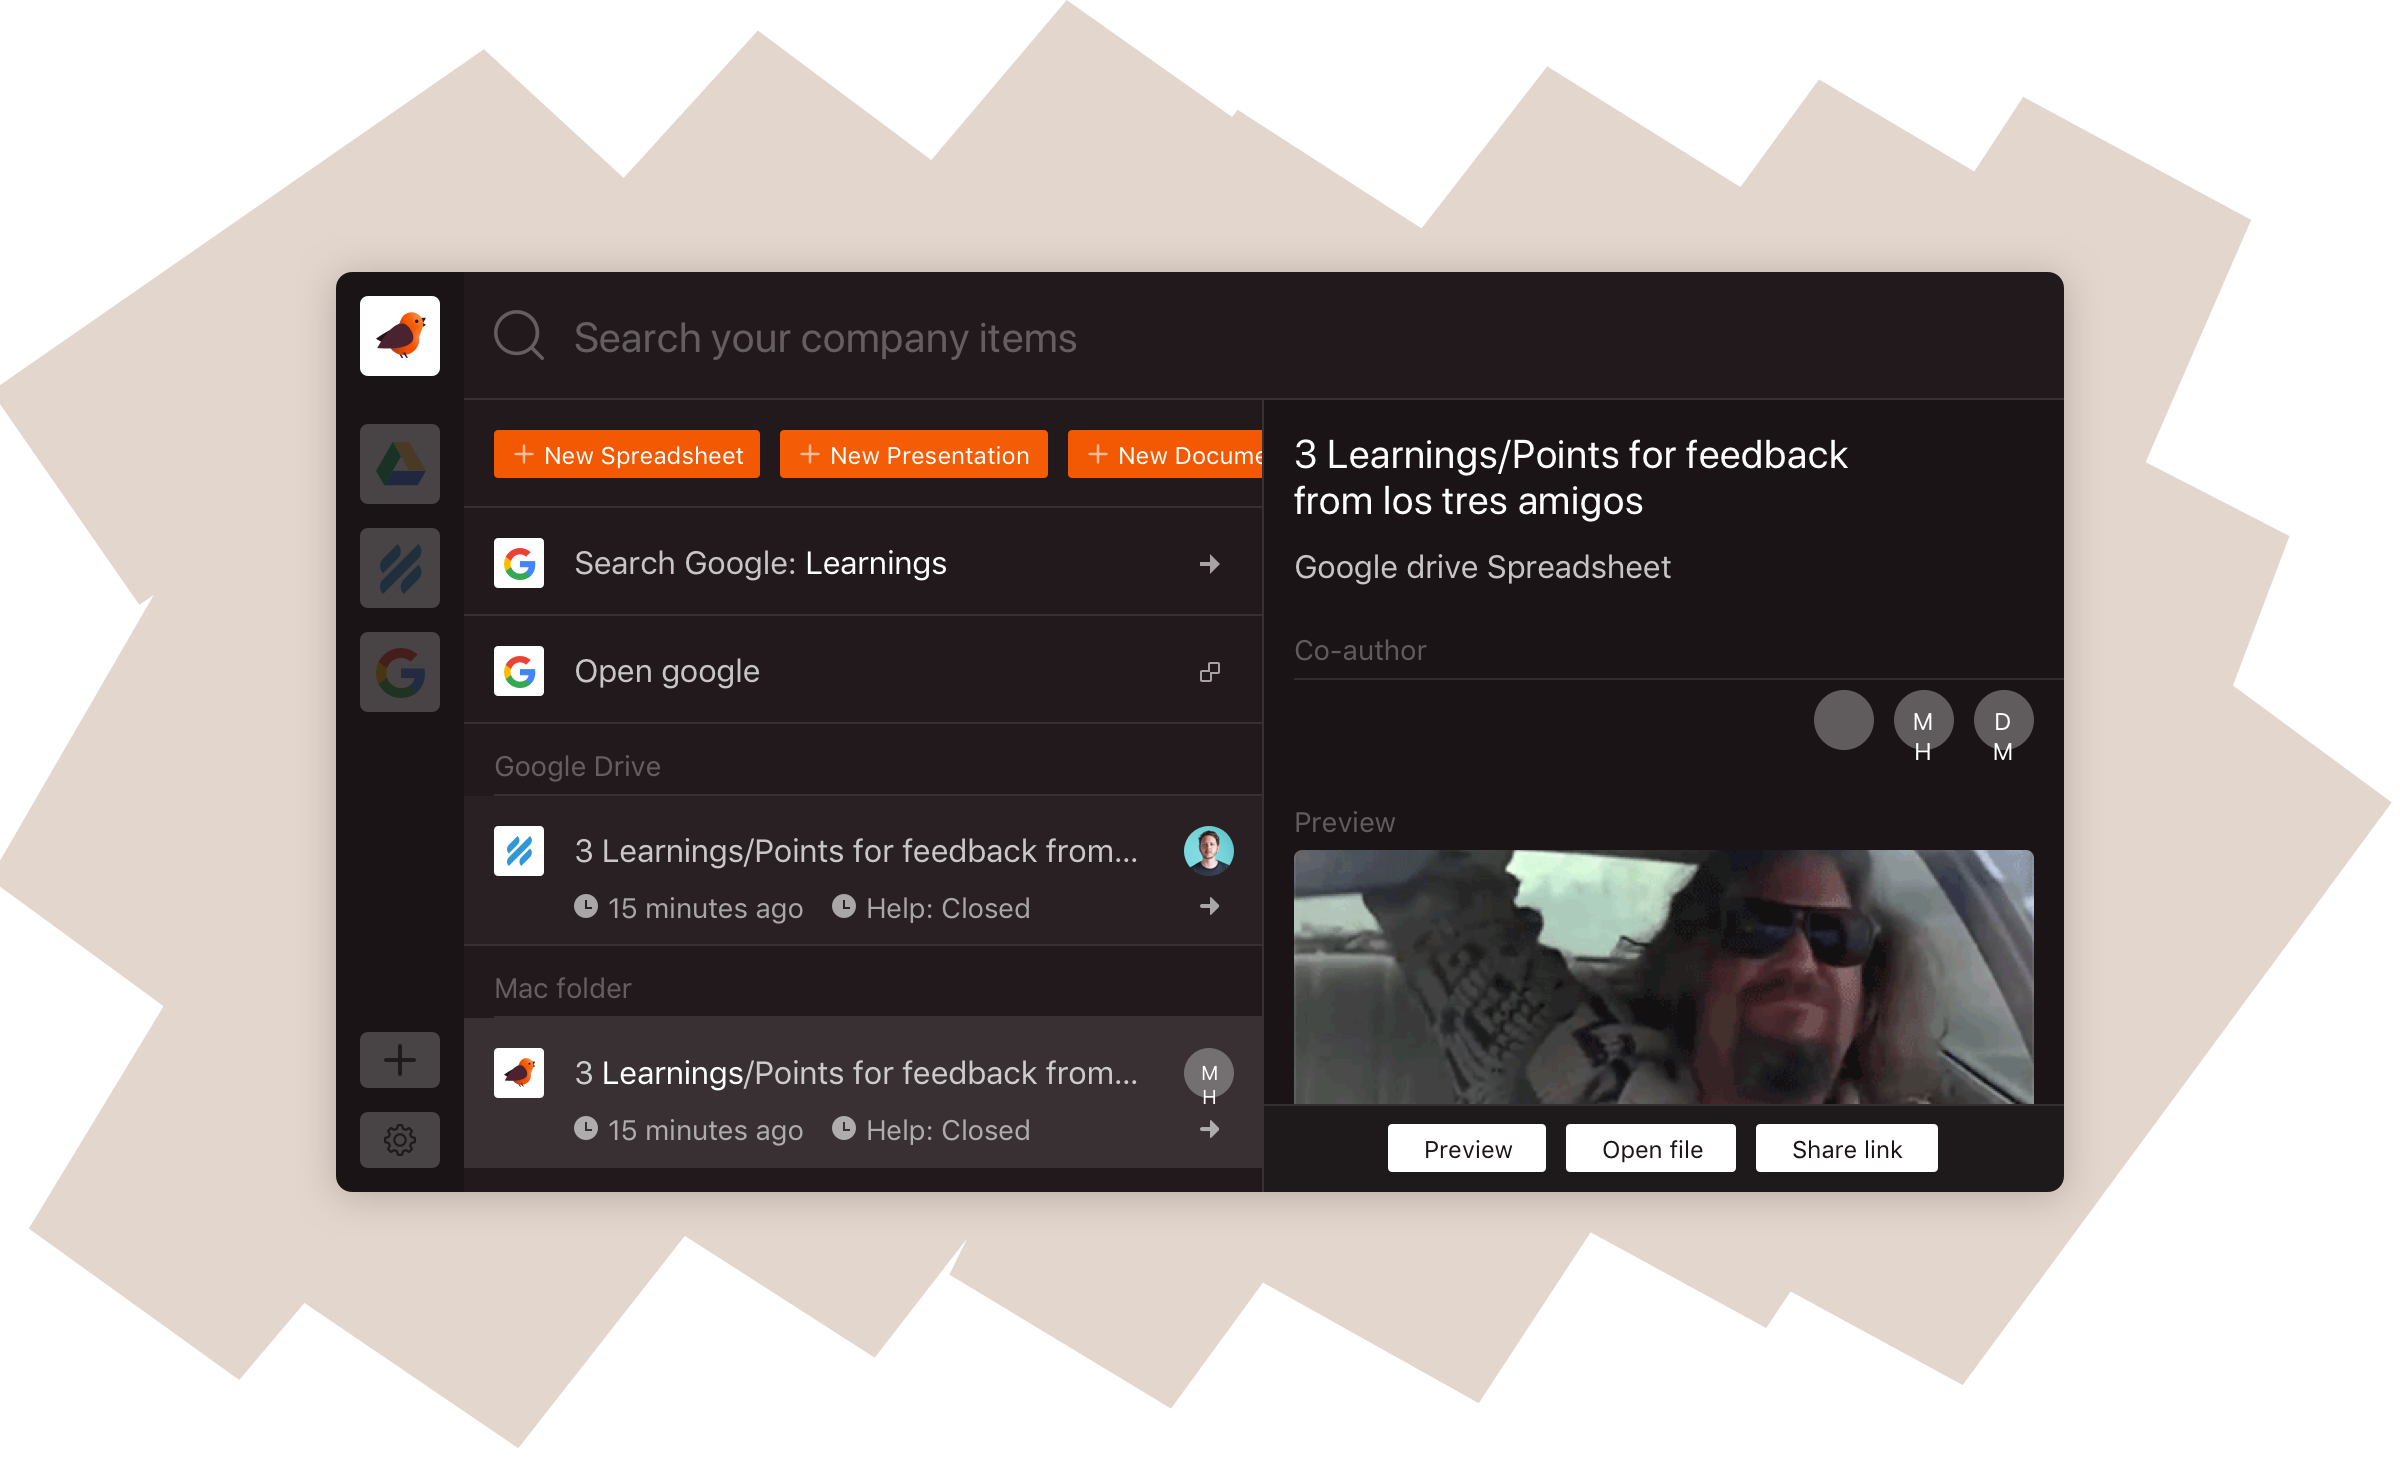 Search your company items
New Spreadsheet
New Presentation
New Docume
Search Google: Learnings
Open google
Google Drive
3 Learnings/Points for feedback from...
15 minutes ago
Help: Closed
Mac folder
3 Learnings/Points for feedback from...
M
H
15 minutes ago
Help: Closed
3 Learnings/Points for feedback
from los tres amigos
Google drive Spreadsheet
Co-author
M
H
D
M
Preview
Preview
Open file
Share link